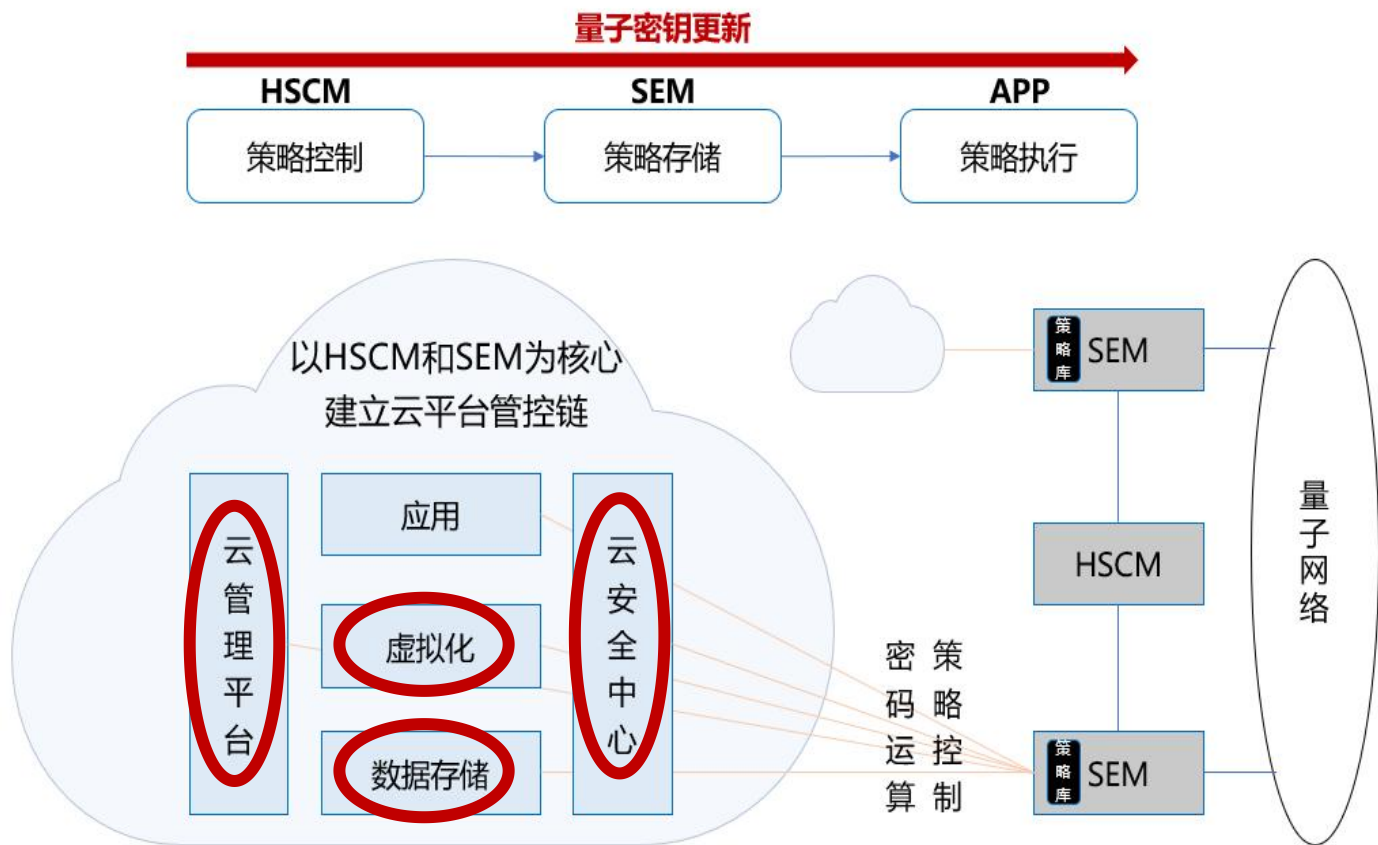 量子密钥更新
HSCM
SEM
APP
策略控制
策略存储
策略执行
以HSCM和SEM为核心
建立云平台管控链
云管理平台
应用
虚拟化
数据存储
云安全中心
密码运算
策略控制
策略库
SEM
HSCM
策略库
SEM
量子网络